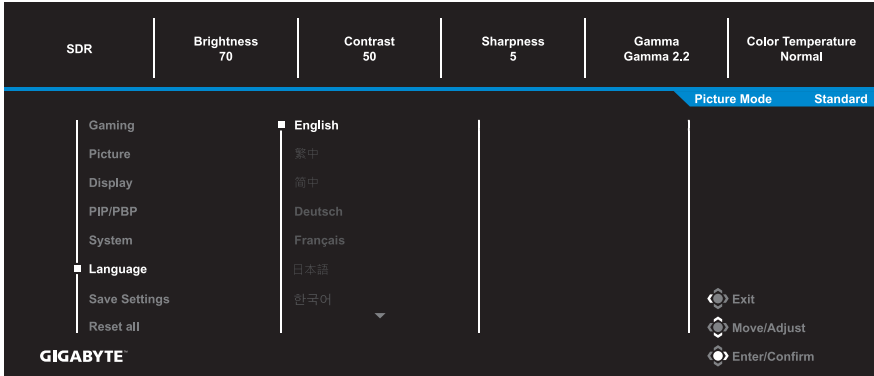 SDR
Brightness
70
Contrast
50
Sharpness
5
Gamma
Gamma 2.2
Color Temperature
Normal
Picture Mode Standard
Gaming
Picture
Display
PIP/PBP
System
Language
Save Settings
Reset all
English
繁中
简中
Deutsch
Français
日本語
한국어
Exit
Move/Adjust
Enter/Confirm
GIGABYTE™